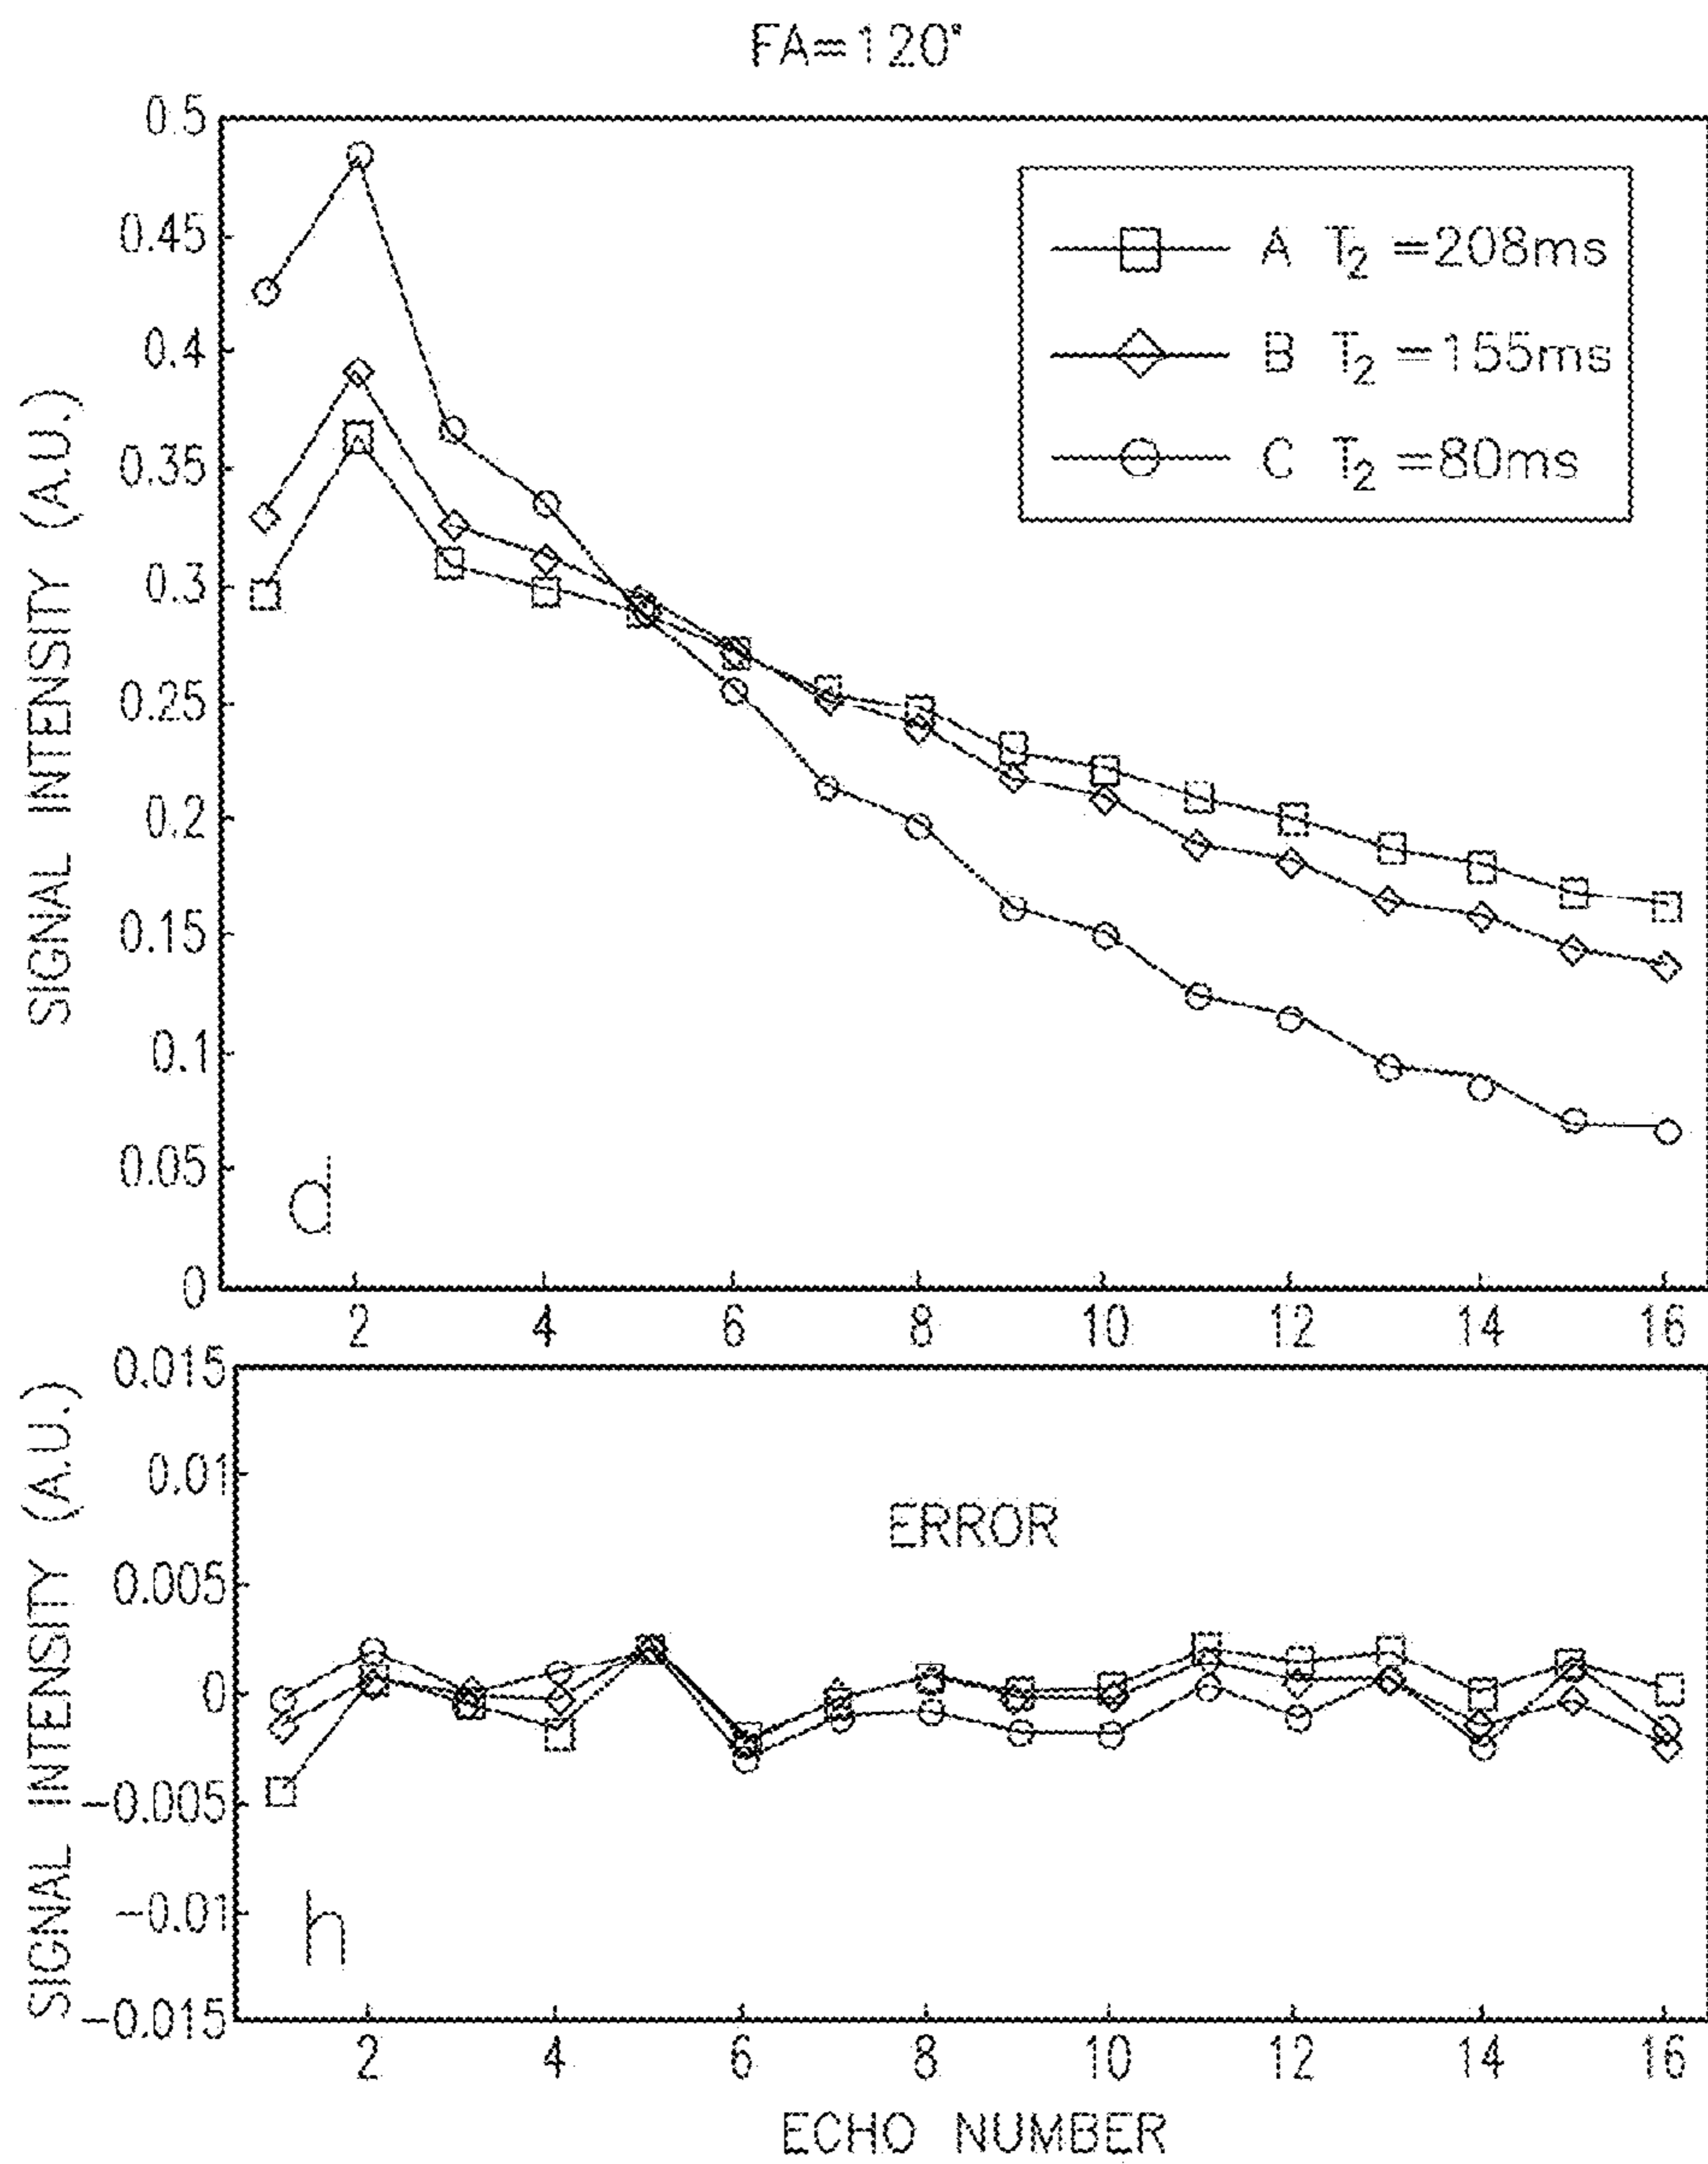 FA=120°
SIGNAL INTENSITY (A.U.)
0.5
0.45
0.4
0.35
0.3
0.25
0.2
0.15
0.1
0.05
0
A T2 =208ms
B T2 =155ms
C T2 =80ms
d
2 4 6 8 10 12 14 16
SIGNAL INTENSITY (A.U.)
0.015
0.01
0.005
0
-0.005
-0.01
-0.015
ERROR
h
2 4 6 8 10 12 14 16
ECHO NUMBER